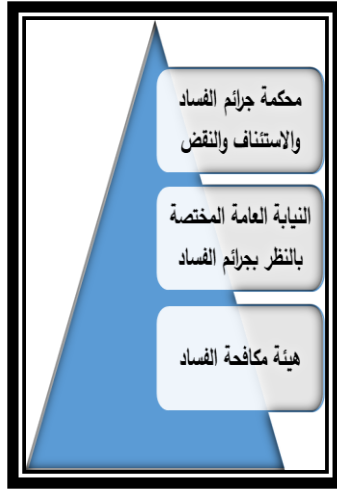 محكمة جرائم الفساد
والاستئناف والنقض
النيابة العامة المختصة
بالنظر بجرائم الفساد
هيئة مكافحة الفساد